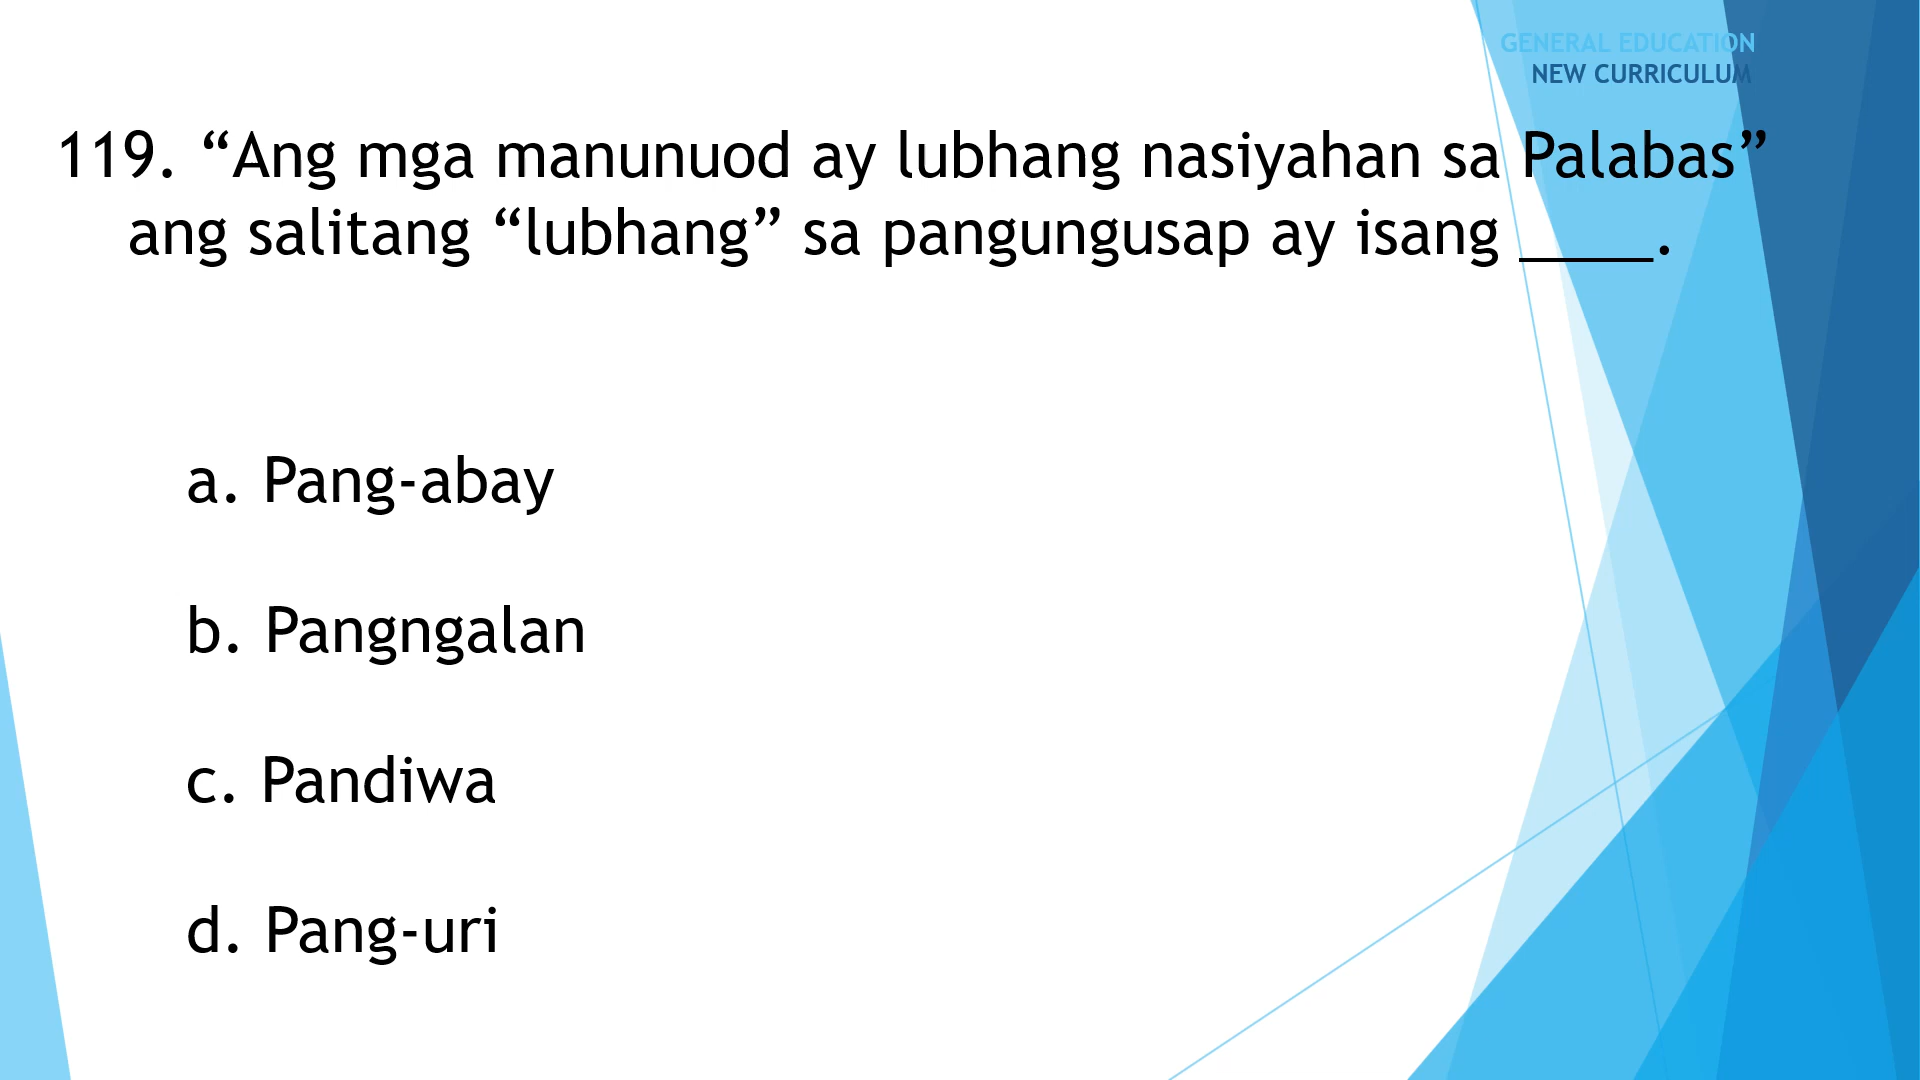 GENERAL EDUCATION
NEW CURRICULUM
119. “Ang mga manunuod ay lubhang nasiyahan sa Palabas”
ang salitang “lubhang” sa pangungusap ay isang ____.
a. Pang-abay
b. Pangngalan
c. Pandiwa
d. Pang-uri